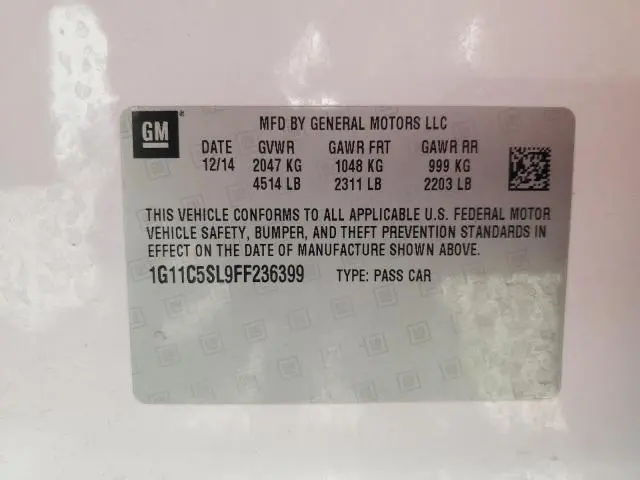 GM
MFD BY GENERAL MOTORS LLC
DATE GVWR GAWR FRT GAWR RR
12/14 2047 KG 1048 KG 999 KG
4514 LB 2311 LB 2203 LB
THIS VEHICLE CONFORMS TO ALL APPLICABLE U.S. FEDERAL MOTOR
VEHICLE SAFETY, BUMPER, AND THEFT PREVENTION STANDARDS IN
EFFECT ON THE DATE OF MANUFACTURE SHOWN ABOVE.
1G11C5SL9FF236399 TYPE: PASS CAR